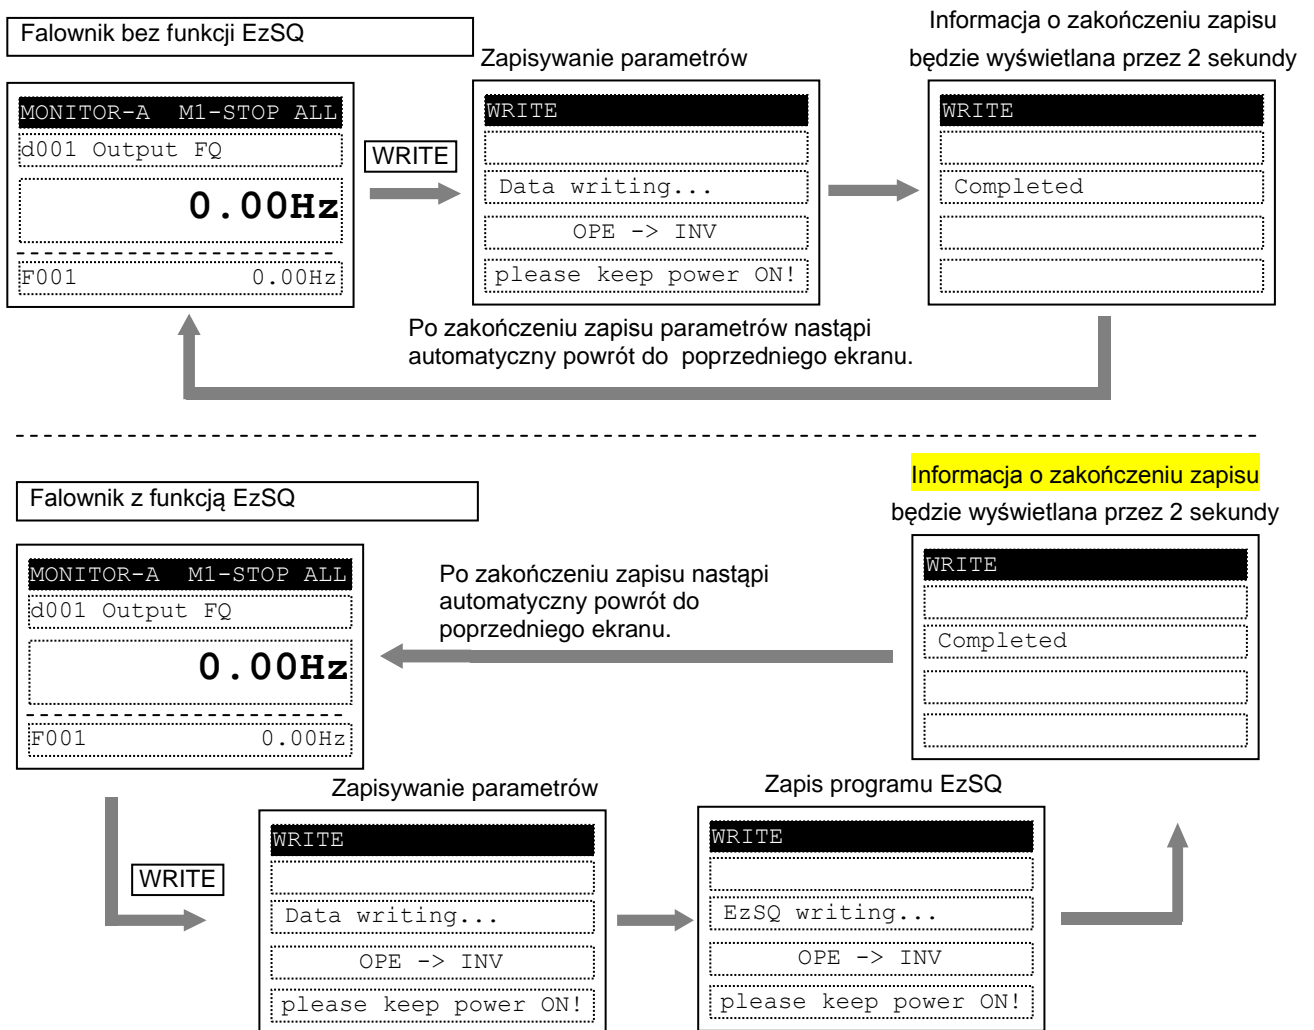 Falownik bez funkcji EzSQ
Informacja o zakończeniu zapisu
będzie wyświetlana przez 2 sekundy
Zapisywanie parametrów
MONITOR-A M1-STOP ALL
d001 Output FQ
0.00Hz
F001 0.00Hz
WRITE
WRITE
Data writing...
OPE -> INV
please keep power ON!
WRITE
Completed
Po zakończeniu zapisu parametrów nastąpi
automatyczny powrót do poprzedniego ekranu.
Falownik z funkcją EzSQ
Informacja o zakończeniu zapisu
będzie wyświetlana przez 2 sekundy
MONITOR-A M1-STOP ALL
d001 Output FQ
0.00Hz
F001 0.00Hz
Po zakończeniu zapisu nastąpi
automatyczny powrót do
poprzedniego ekranu.
WRITE
Completed
WRITE
Zapisywanie parametrów
WRITE
Data writing...
OPE -> INV
please keep power ON!
Zapis programu EzSQ
WRITE
EzSQ writing...
OPE -> INV
please keep power ON!